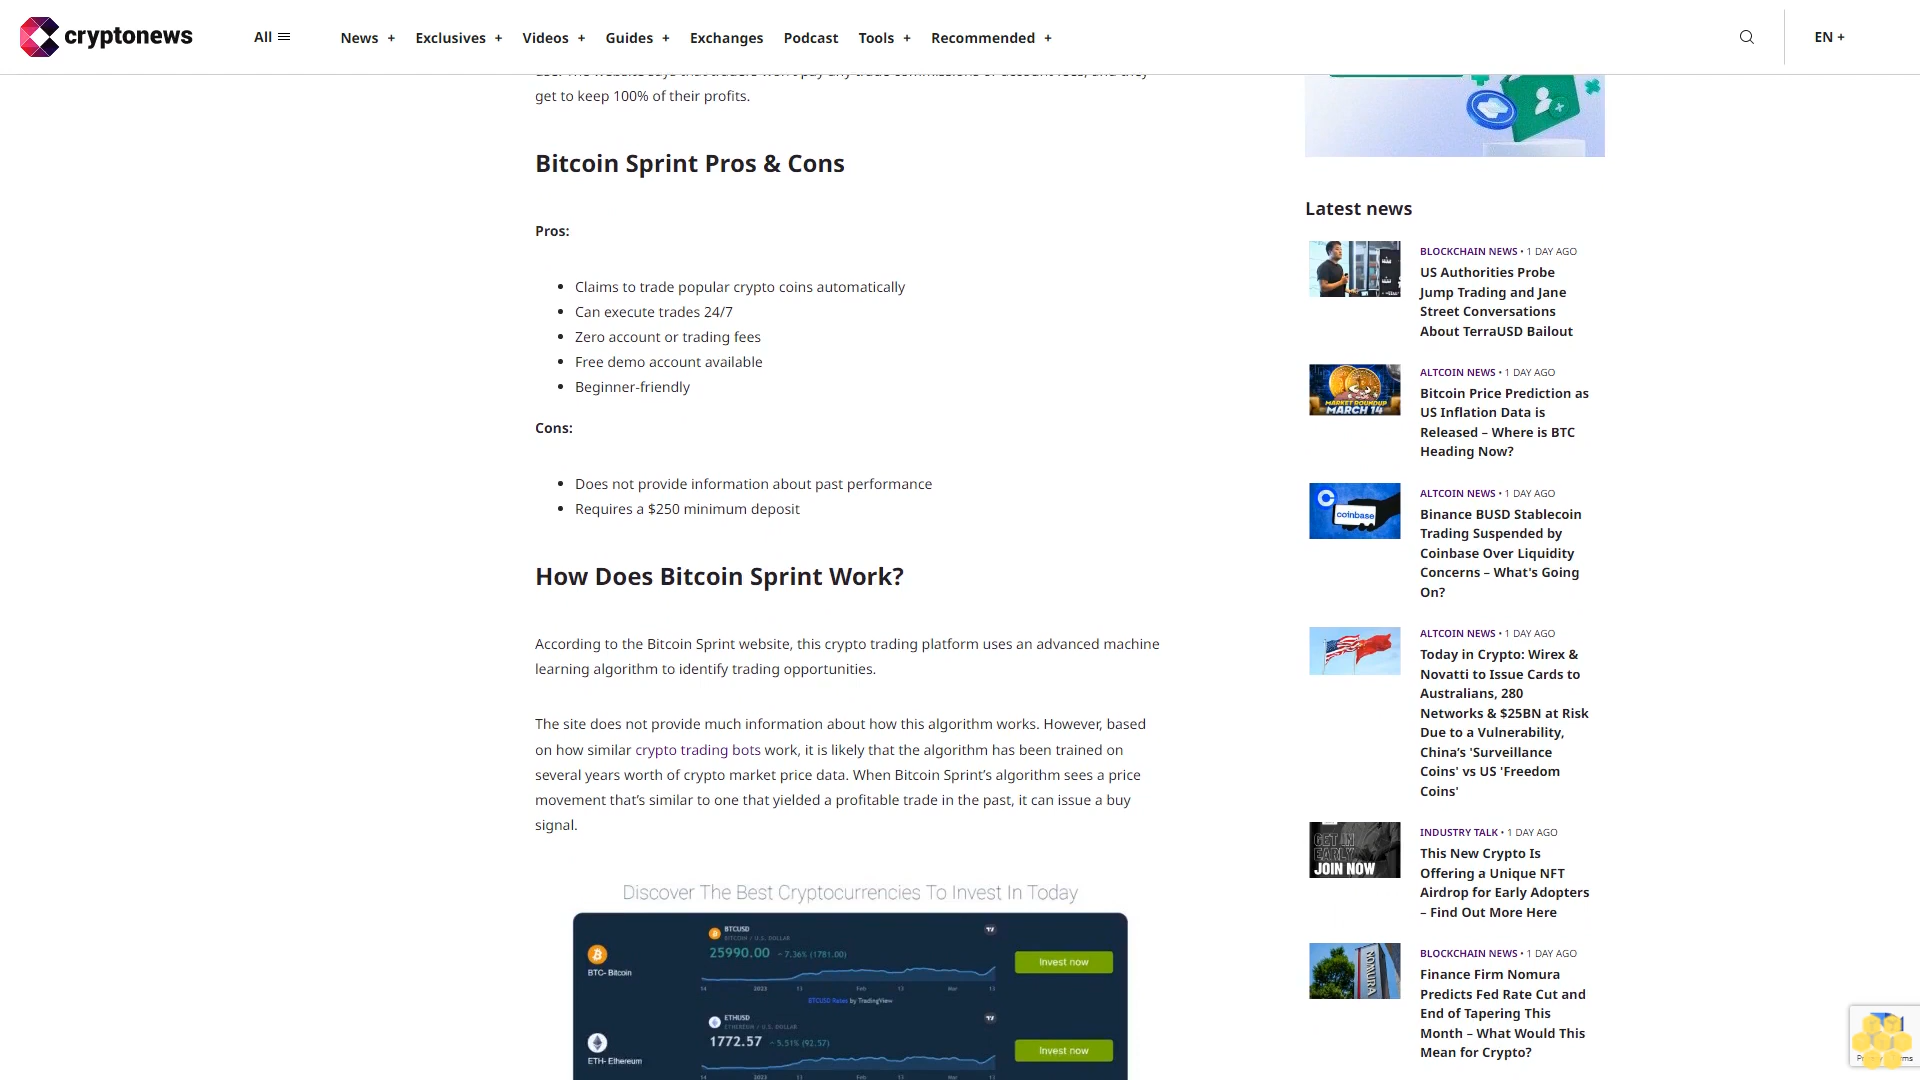 cryptonews
All
News +
Exclusives +
Videos +
Guides +
Exchanges
Podcast
Tools +
Recommended +
EN +
get to keep 100% of their profits.
Bitcoin Sprint Pros & Cons
Pros:
Claims to trade popular crypto coins automatically
Can execute trades 24/7
Zero account or trading fees
Free demo account available
Beginner-friendly
Cons:
Does not provide information about past performance
Requires a $250 minimum deposit
How Does Bitcoin Sprint Work?
According to the Bitcoin Sprint website, this crypto trading platform uses an advanced machine
learning algorithm to identify trading opportunities.
The site does not provide much information about how this algorithm works. However, based
on how similar crypto trading bots work, it is likely that the algorithm has been trained on
several years worth of crypto market price data. When Bitcoin Sprint’s algorithm sees a price
movement that’s similar to one that yielded a profitable trade in the past, it can issue a buy
signal.
Discover The Best Cryptocurrencies To Invest In Today
BTC- Bitcoin
BTCUSD
BITCOIN / U.S. DOLLAR
25990.00 −7.36% (1781.00)
14 2023 13 Feb 13 Mar 13
BTCUSD Rates by TradingView
Invest now
ETH- Ethereum
ETHUSD
ETHEREUM / U.S. DOLLAR
1772.57 −5.51% (92.57)
14 2023 13 Feb 13 Mar 13
Invest now
Latest news
BLOCKCHAIN NEWS • 1 DAY AGO
US Authorities Probe
Jump Trading and Jane
Street Conversations
About TerraUSD Bailout
MARKET ROUNDUP
MARCH 14
ALTCOIN NEWS • 1 DAY AGO
Bitcoin Price Prediction as
US Inflation Data is
Released – Where is BTC
Heading Now?
coinbase
ALTCOIN NEWS • 1 DAY AGO
Binance BUSD Stablecoin
Trading Suspended by
Coinbase Over Liquidity
Concerns – What's Going
On?
ALTCOIN NEWS • 1 DAY AGO
Today in Crypto: Wirex &
Novatti to Issue Cards to
Australians, 280
Networks & $25BN at Risk
Due to a Vulnerability,
China’s 'Surveillance
Coins' vs US 'Freedom
Coins'
GET IN
EARLY
JOIN NOW
INDUSTRY TALK • 1 DAY AGO
This New Crypto Is
Offering a Unique NFT
Airdrop for Early Adopters
– Find Out More Here
NOMURA
BLOCKCHAIN NEWS • 1 DAY AGO
Finance Firm Nomura
Predicts Fed Rate Cut and
End of Tapering This
Month – What Would This
Mean for Crypto?